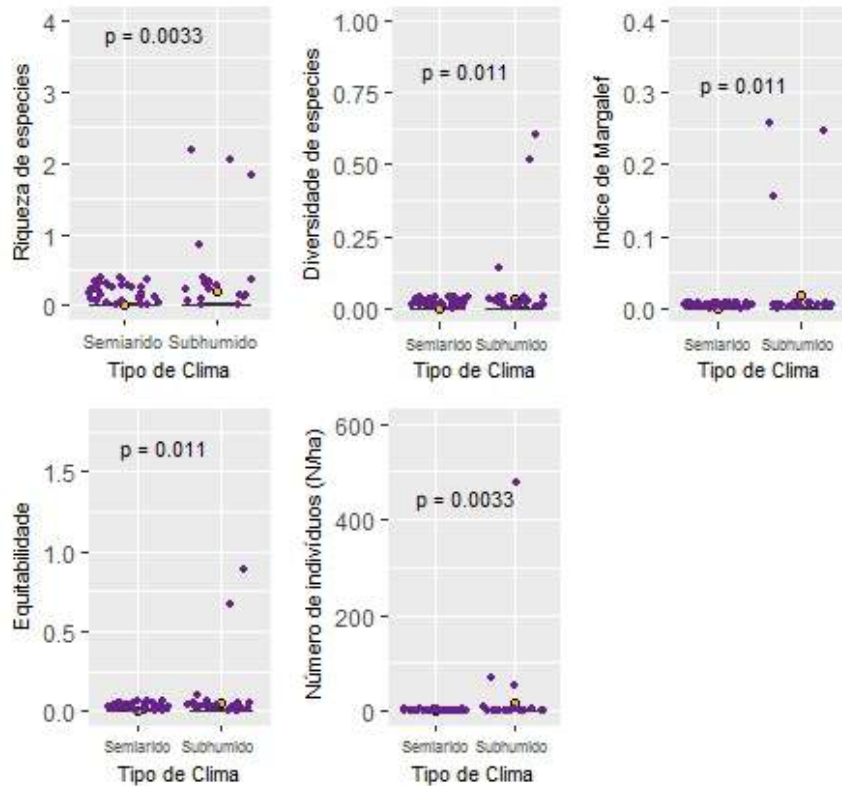 Riqueza de especies
4
3
2
1
0
p = 0.0033
Semiarido Subhumido
Tipo de Clima
Diversidade de especies
1.00
0.75
0.50
0.25
0.00
p = 0.011
Semiarido Subhumido
Tipo de Clima
Indice de Margalef
0.4
0.3
0.2
0.1
0.0
p = 0.011
Semiarido Subhumido
Tipo de Clima
Equitabilidade
1.5
1.0
0.5
0.0
p = 0.011
Semiarido Subhumido
Tipo de Clima
Número de indivíduos (N/ha)
600
400
200
0
p = 0.0033
Semiarido Subhumido
Tipo de Clima